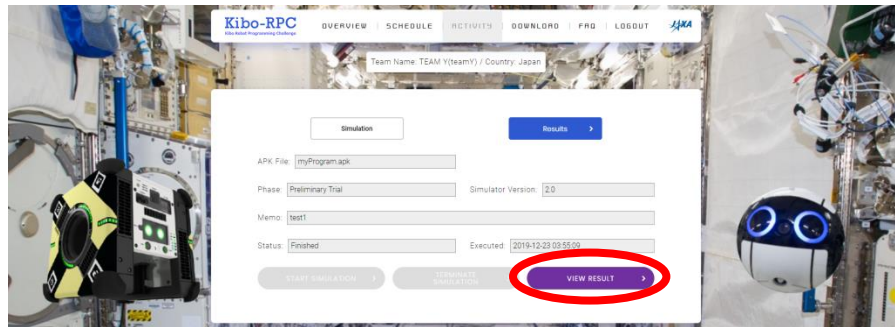 Kibo-RPC
Kibo Robot Programming Challenge
OVERVIEW SCHEDULE ACTIVITY DOWNLOAD FAQ LOGOUT JAXA
Team Name: TEAM Y(teamY) / Country: Japan
Simulation Results >
APK File: myProgram.apk
Phase: Preliminary Trial Simulator Version: 2.0
Memo: test1
Status: Finished Executed: 2019-12-23 03:55:09
START SIMULATION > TERMINATE SIMULATION VIEW RESULT >